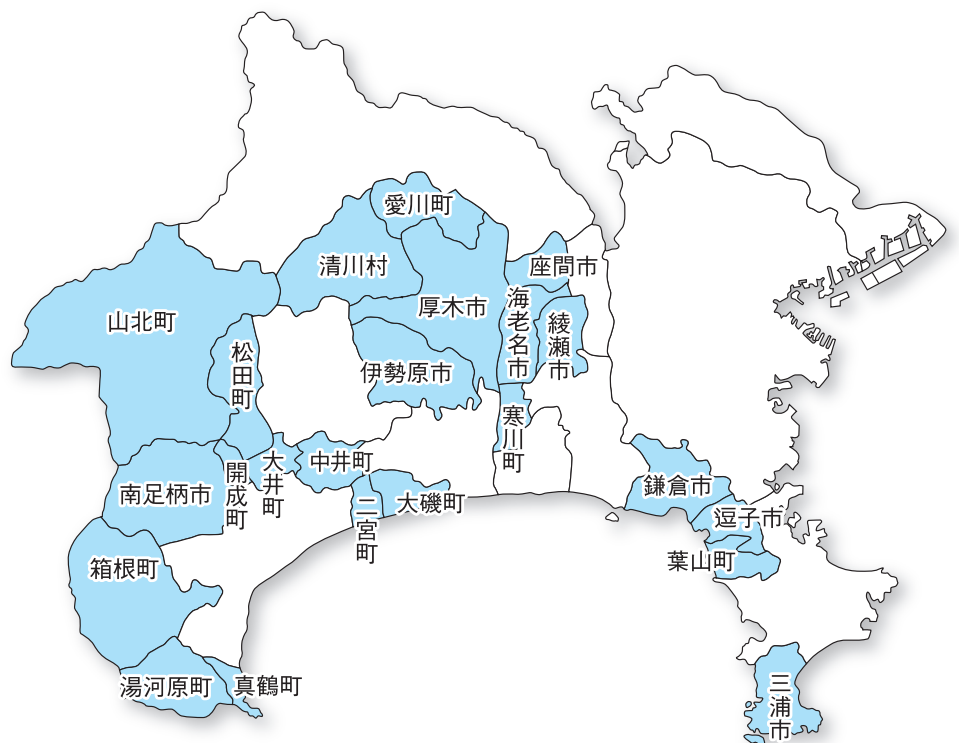 愛川町
清川村
座間市
厚木市
海老名市
綾瀬市
山北町
松田町
伊勢原市
寒川町
大井町
中井町
開成町
南足柄市
二宮町
大磯町
鎌倉市
逗子市
葉山町
箱根町
湯河原町
真鶴町
三浦市